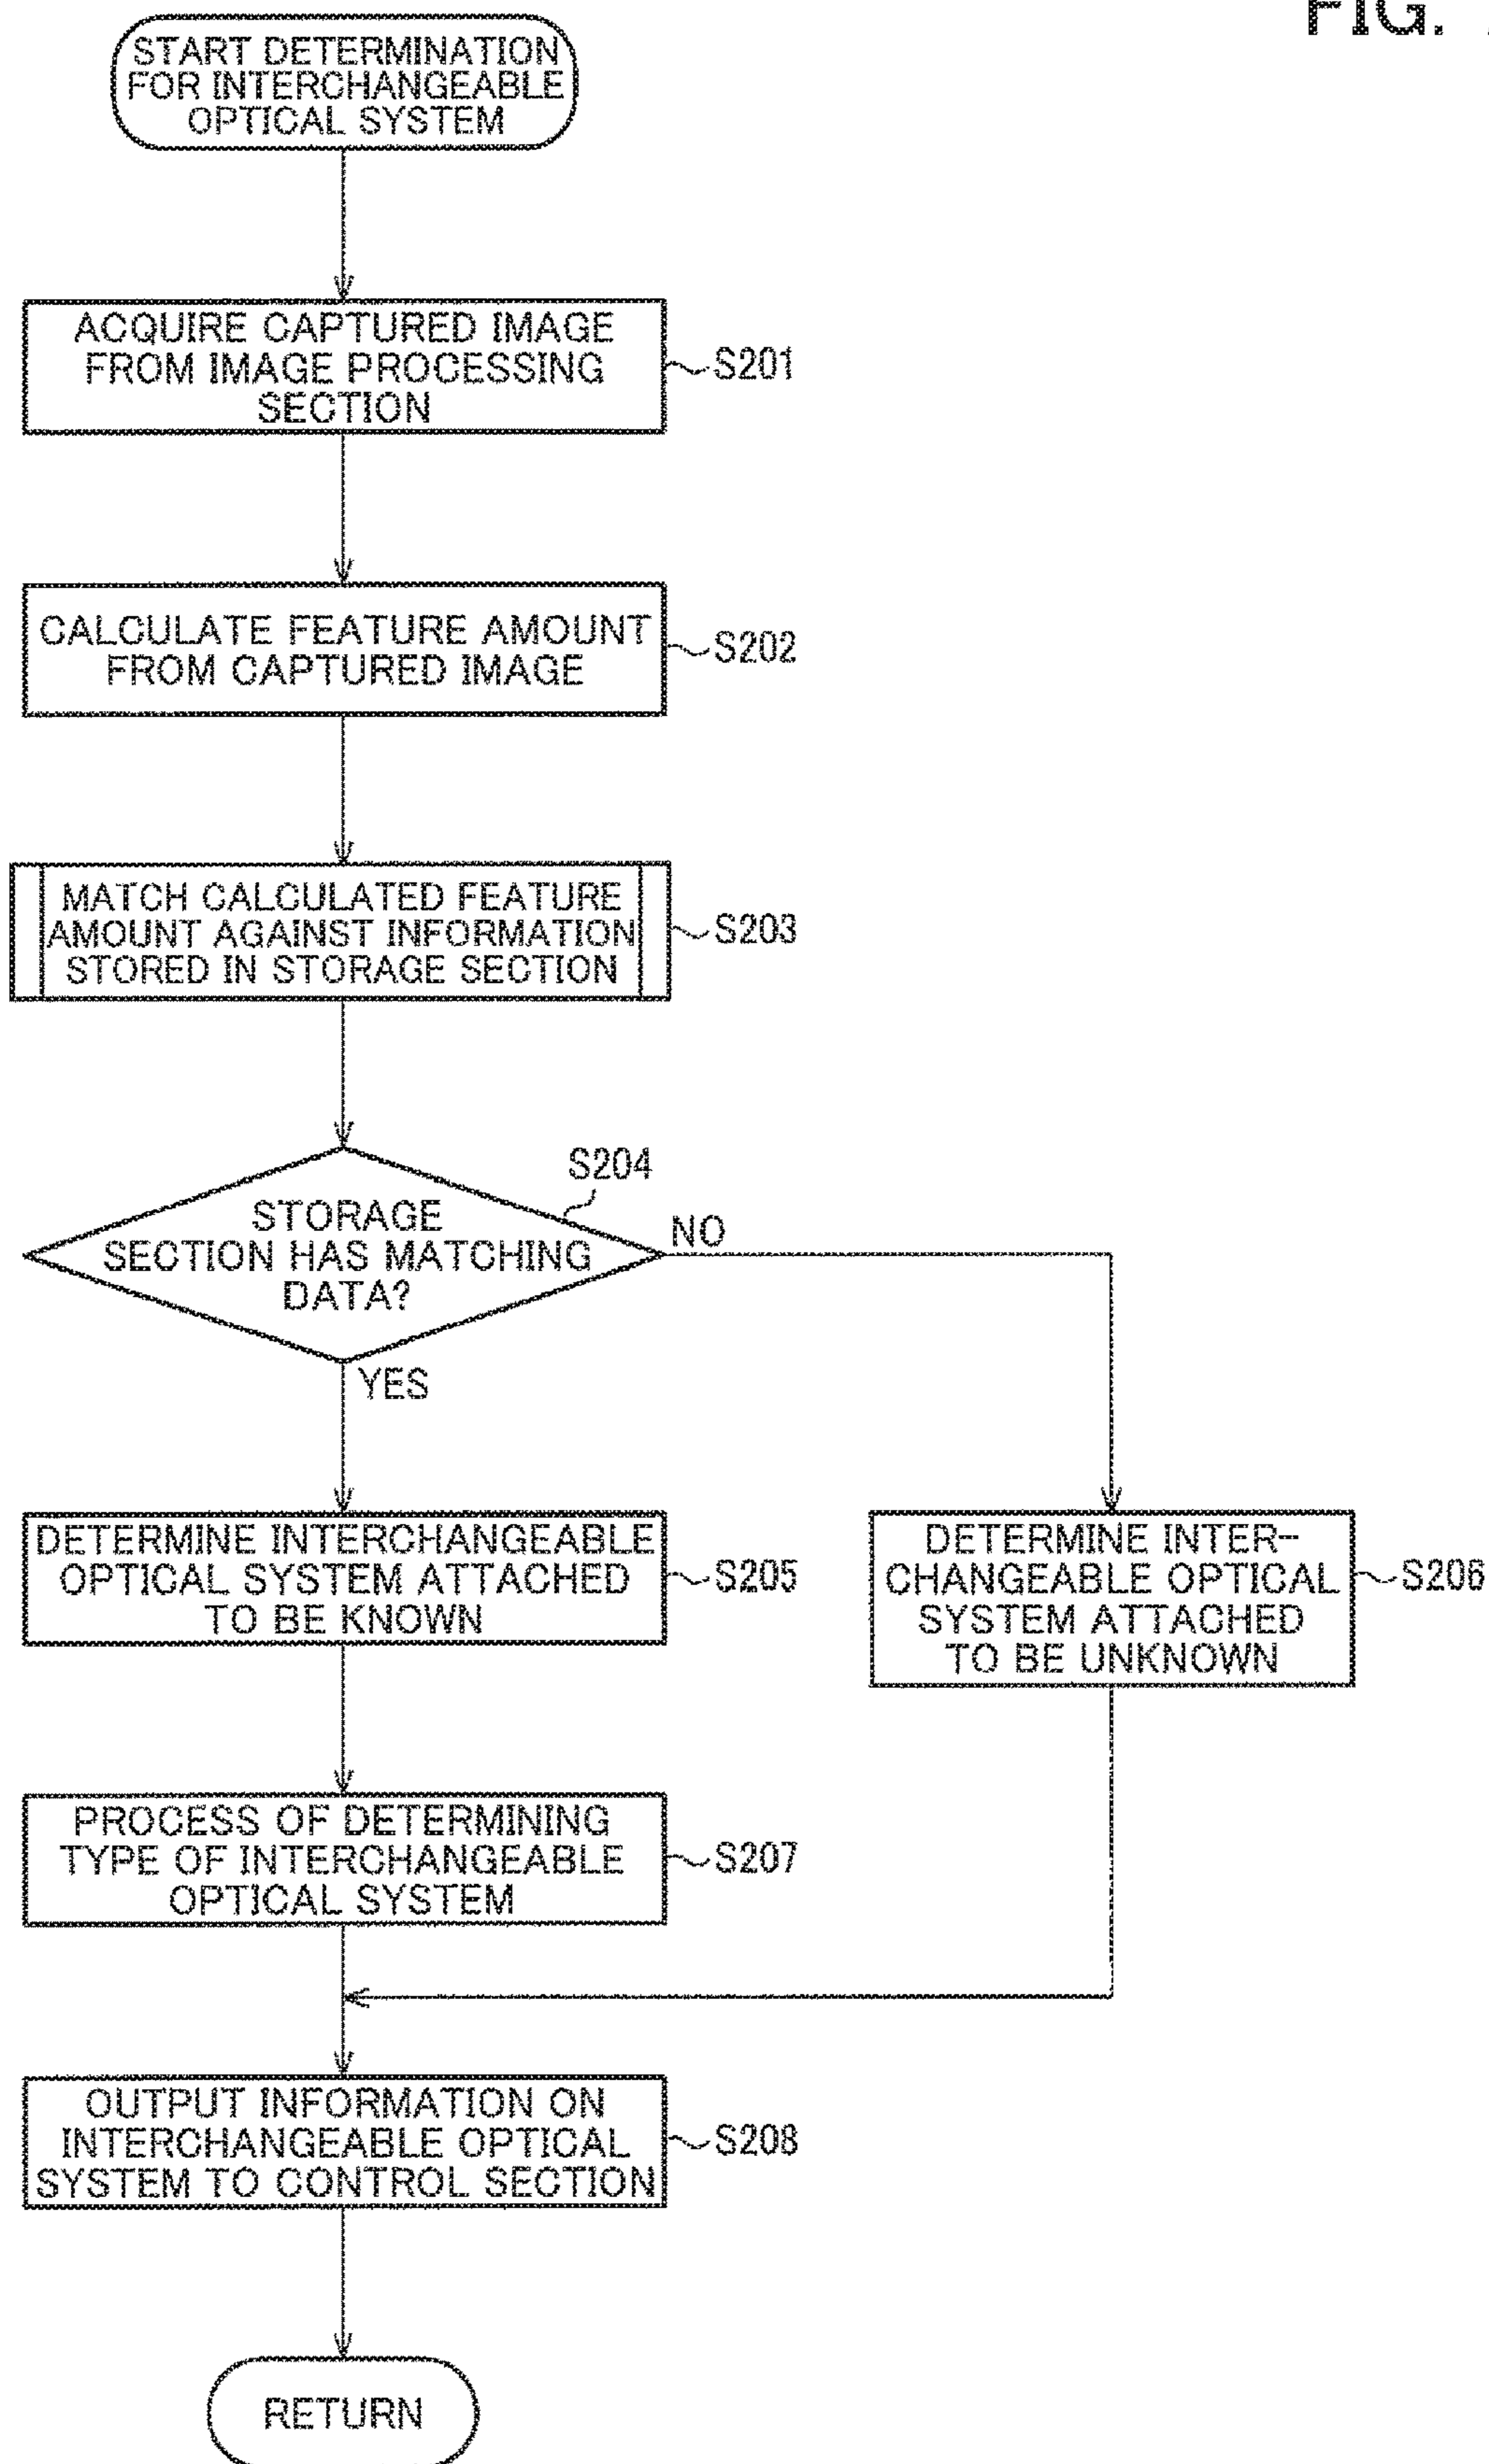 FIG.
START DETERMINATION
FOR INTERCHANGEABLE
OPTICAL SYSTEM
ACQUIRE CAPTURED IMAGE
FROM IMAGE PROCESSING
SECTION
S201
CALCULATE FEATURE AMOUNT
FROM CAPTURED IMAGE
S202
MATCH CALCULATED FEATURE
AMOUNT AGAINST INFORMATION
STORED IN STORAGE SECTION
S203
S204
STORAGE
SECTION HAS MATCHING
DATA?
NO
YES
DETERMINE INTERCHANGEABLE
OPTICAL SYSTEM ATTACHED
TO BE KNOWN
S205
DETERMINE INTER-
CHANGEABLE OPTICAL
SYSTEM ATTACHED
TO BE UNKNOWN
S206
PROCESS OF DETERMINING
TYPE OF INTERCHANGEABLE
OPTICAL SYSTEM
S207
OUTPUT INFORMATION ON
INTERCHANGEABLE OPTICAL
SYSTEM TO CONTROL SECTION
S208
RETURN